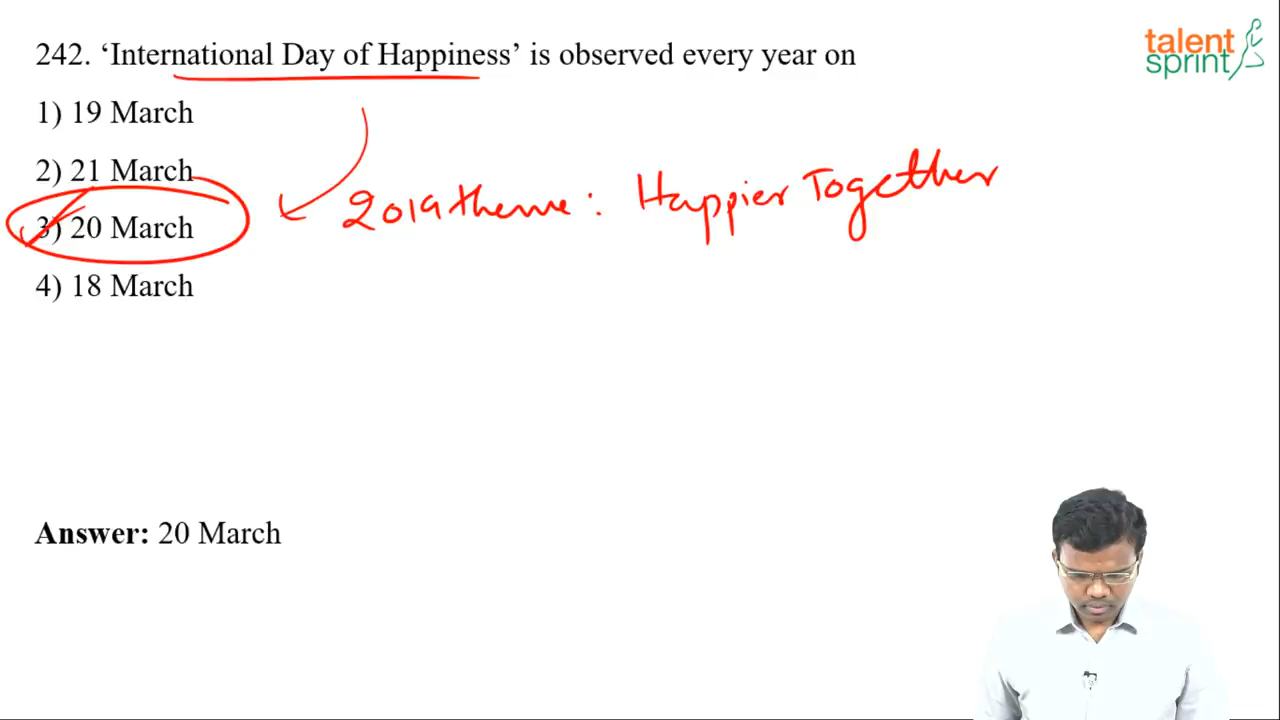 talent
sprint
242. ‘International Day of Happiness’ is observed every year on
1) 19 March
2) 21 March
3) 20 March
2019 theme: Happier Together
4) 18 March
Answer: 20 March